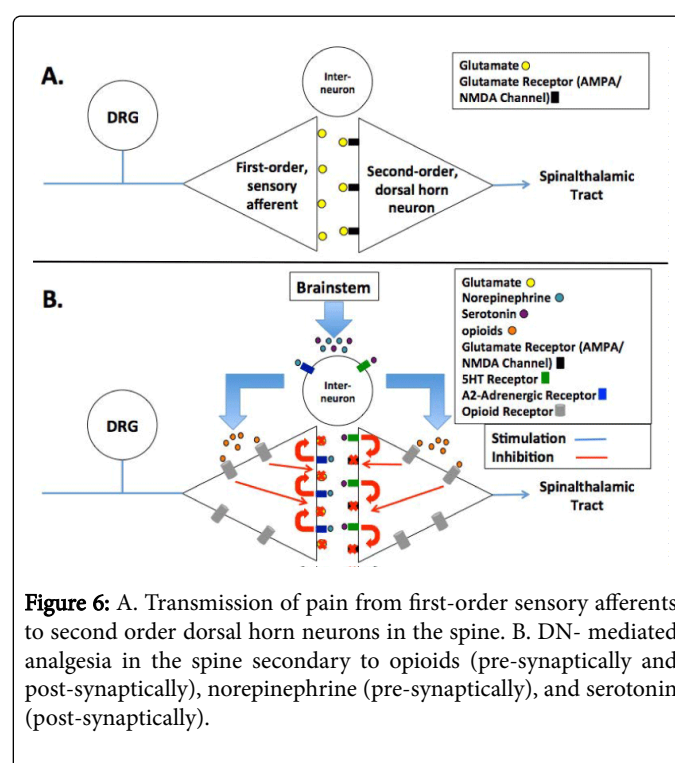 A.
DRG
Inter-
neuron
First-order,
sensory
afferent
Second-order,
dorsal horn
neuron
Spinalthalamic
Tract
Glutamate
Glutamate Receptor (AMPA/
NMDA Channel)
B.
Brainstem
DRG
Inter-
neuron
Glutamate
Norepinephrine
Serotonin
opioids
Glutamate Receptor (AMPA/
NMDA Channel)
5HT Receptor
A2-Adrenergic Receptor
Opioid Receptor
Stimulation
Inhibition
Spinalthalamic
Tract
Figure 6: A. Transmission of pain from first-order sensory afferents
to second order dorsal horn neurons in the spine. B. DN- mediated
analgesia in the spine secondary to opioids (pre-synaptically and
post-synaptically), norepinephrine (pre-synaptically), and serotonin
(post-synaptically).